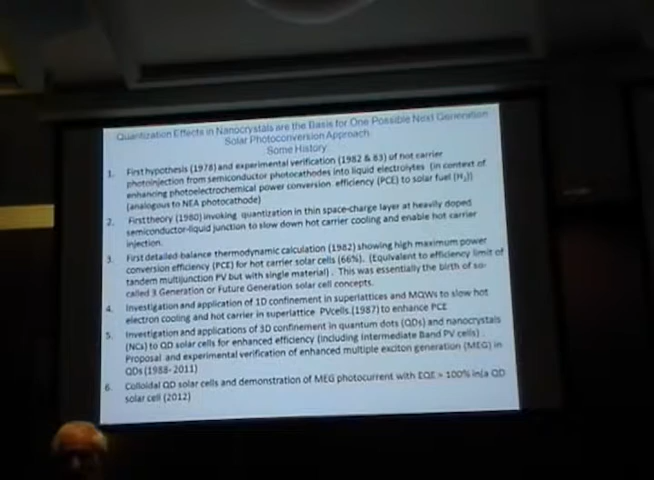 Quantization Effects in Nanocrystals are the Basis for One Possible Next Generation
Solar Photoconversion Approach
Some History
1. First hypothesis (1978) and experimental verification (1982 & 83) of hot carrier
photoinjection from semiconductor photocathodes into liquid electrolytes (in context of
enhancing photoelectrochemical power conversion efficiency (PCE) to solar fuel (H2))
(analogous to NEA photocathode)
2. First theory (1980) invoking quantization in thin space-charge layer at heavily doped
semiconductor-liquid junction to slow down hot carrier cooling and enable hot carrier
injection.
3. First detailed-balance thermodynamic calculation (1982) showing high maximum power
conversion efficiency (PCE) for hot carrier solar cells (66%). (Equivalent to efficiency limit of
tandem multijunction PV but with single material). This was essentially the birth of so-
called 3 Generation or Future Generation solar cell concepts.
4. Investigation and application of 1D confinement in superlattices and MQWs to slow hot
electron cooling and hot carrier in superlattice PVcells.(1987) to enhance PCE
5. Investigation and applications of 3D confinement in quantum dots (QDs) and nanocrystals
(NCs) to QD solar cells for enhanced efficiency (including Intermediate Band PV cells) .
Proposal and experimental verification of enhanced multiple exciton generation (MEG) in
QDs (1988- 2011)
6. Colloidal QD solar cells and demonstration of MEG photocurrent with EQE > 100% in(a QD
solar cell (2012)